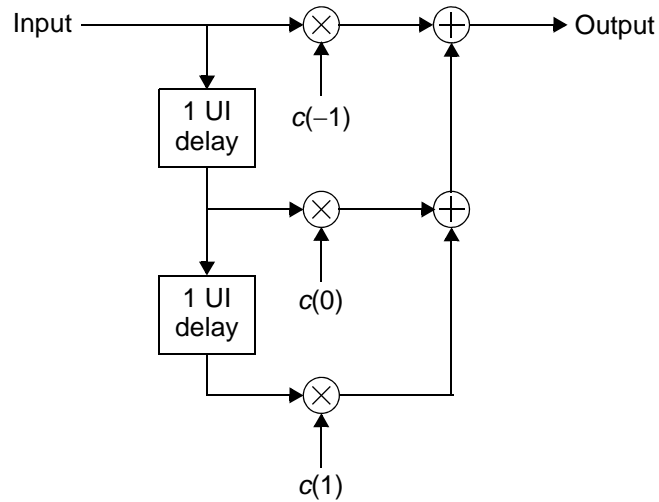 Input
Output
1 UI
delay
c(−1)
1 UI
delay
c(0)
c(1)